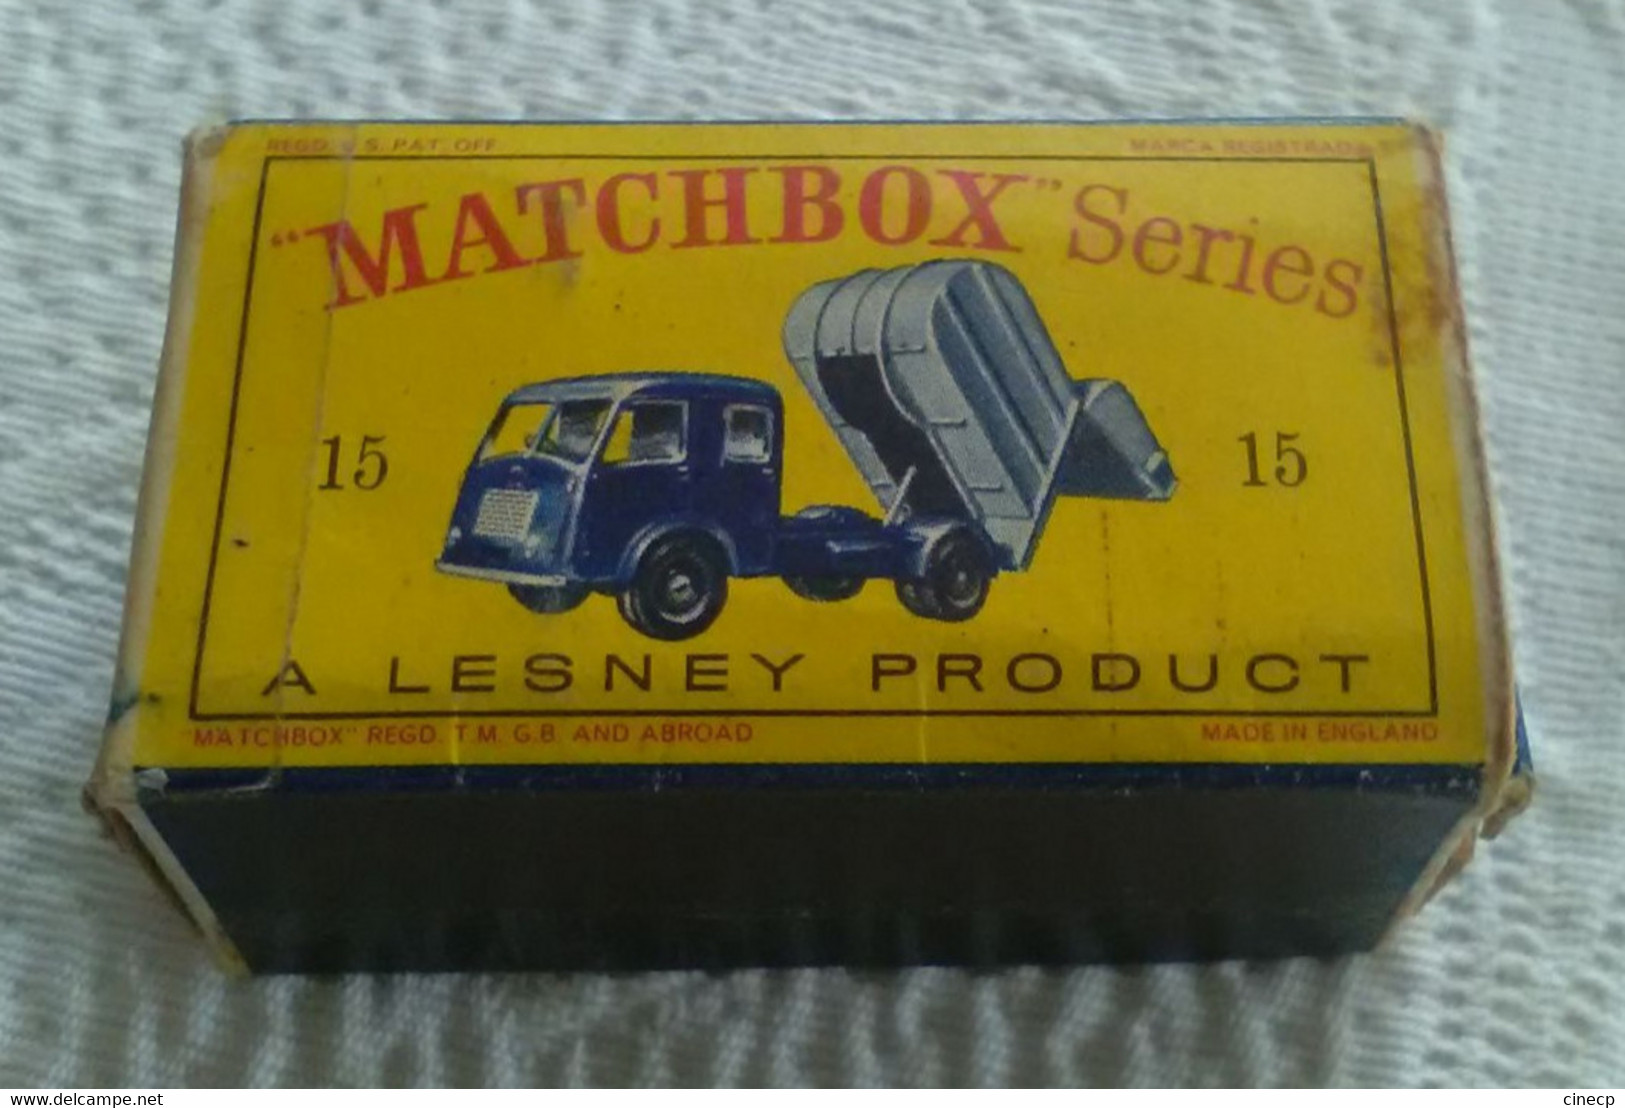 REGD. U.S. PAT. OFF. MARCA REGISTRADA
"MATCHBOX" Series
15 15
A LESNEY PRODUCT
"MATCHBOX" REGD. T.M. G.B. AND ABROAD MADE IN ENGLAND
www.delcampe.net cinecp